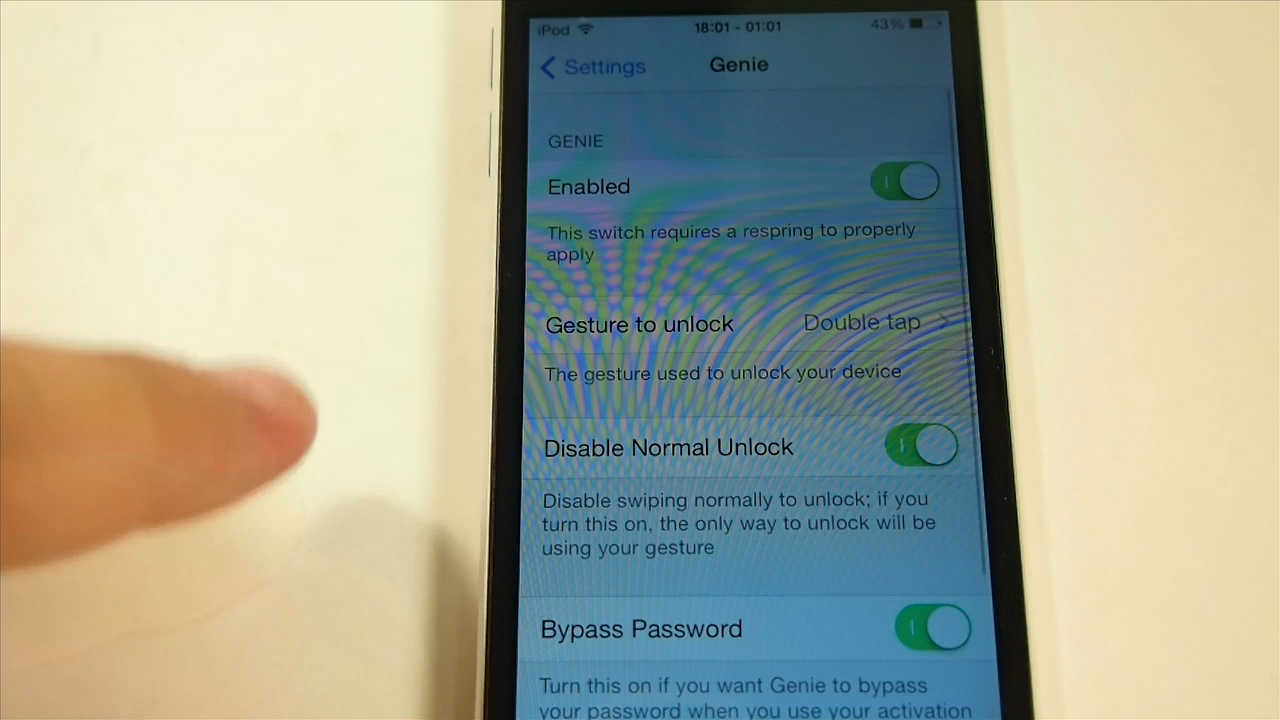 iPod 18:01 - 01:01 43%
Settings Genie
GENIE
Enabled
This switch requires a respring to properly
apply
Gesture to unlock Double tap
The gesture used to unlock your device
Disable Normal Unlock
Disable swiping normally to unlock; if you
turn this on, the only way to unlock will be
using your gesture
Bypass Password
Turn this on if you want Genie to bypass
your password when you use your activation